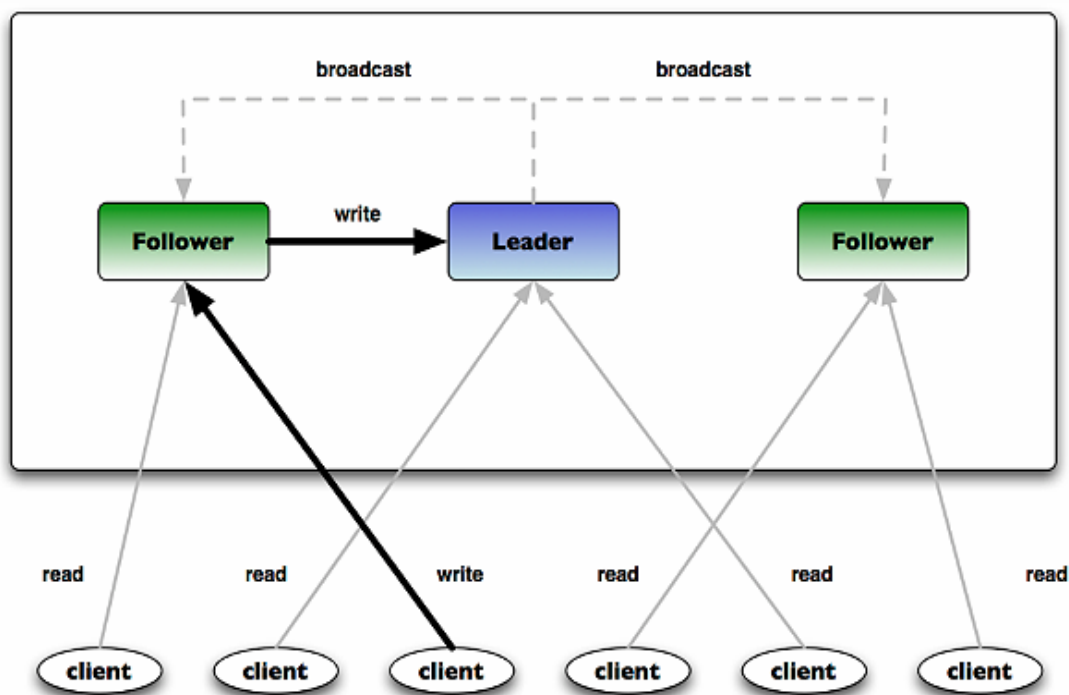 broadcast broadcast
write
Follower Leader Follower
read read write read read read
client client client client client client